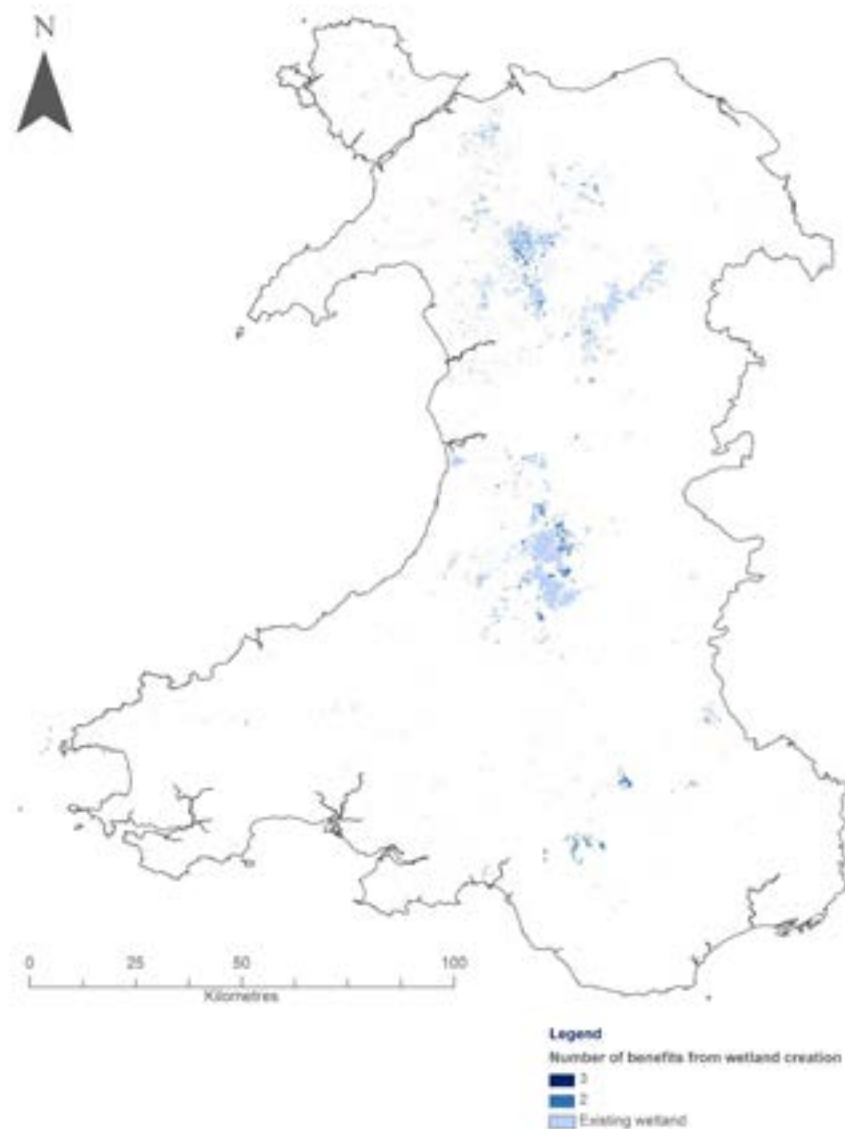 N
0 25 50 100
Kilometres
Legend
Number of benefits from wetland creation
3
2
Existing wetland